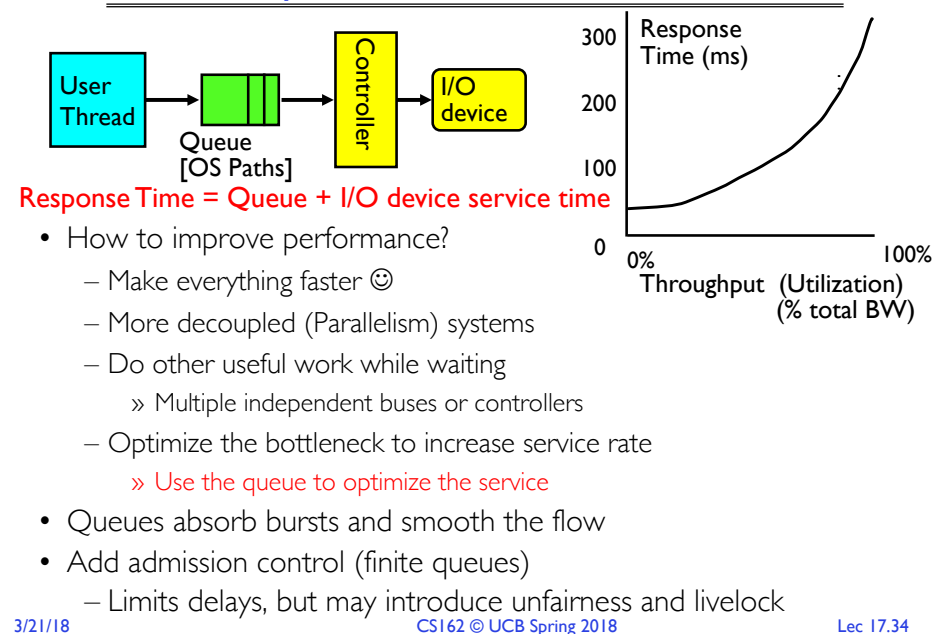 User
Thread
Queue
[OS Paths]
Controller
I/O
device
Response
Time (ms)
300
200
100
0
0%
100%
Throughput (Utilization)
(% total BW)
Response Time = Queue + I/O device service time
• How to improve performance?
– Make everything faster ☺
– More decoupled (Parallelism) systems
– Do other useful work while waiting
» Multiple independent buses or controllers
– Optimize the bottleneck to increase service rate
» Use the queue to optimize the service
• Queues absorb bursts and smooth the flow
• Add admission control (finite queues)
– Limits delays, but may introduce unfairness and livelock
3/21/18
CS162 © UCB Spring 2018
Lec 17.34